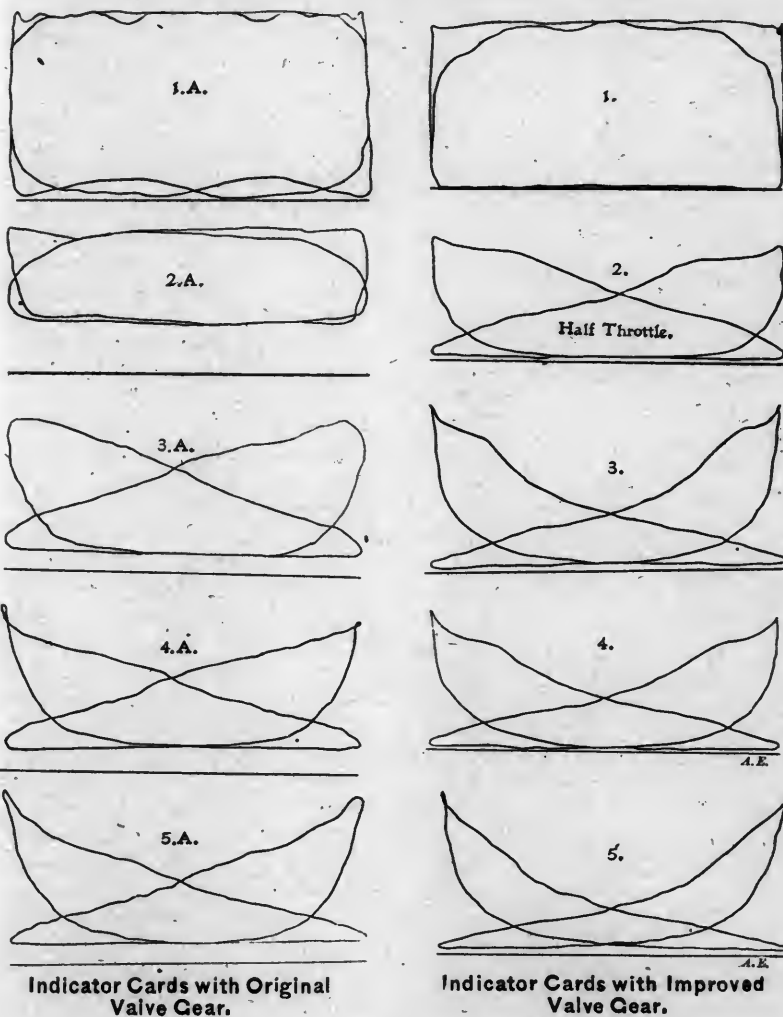 1.A.
2.A.
3.A.
4.A.
5.A.
Indicator Cards with Original
Valve Gear.
1.
2.
Half Throttle.
3.
4.
A.E.
5.
A.E.
Indicator Cards with Improved
Valve Gear.